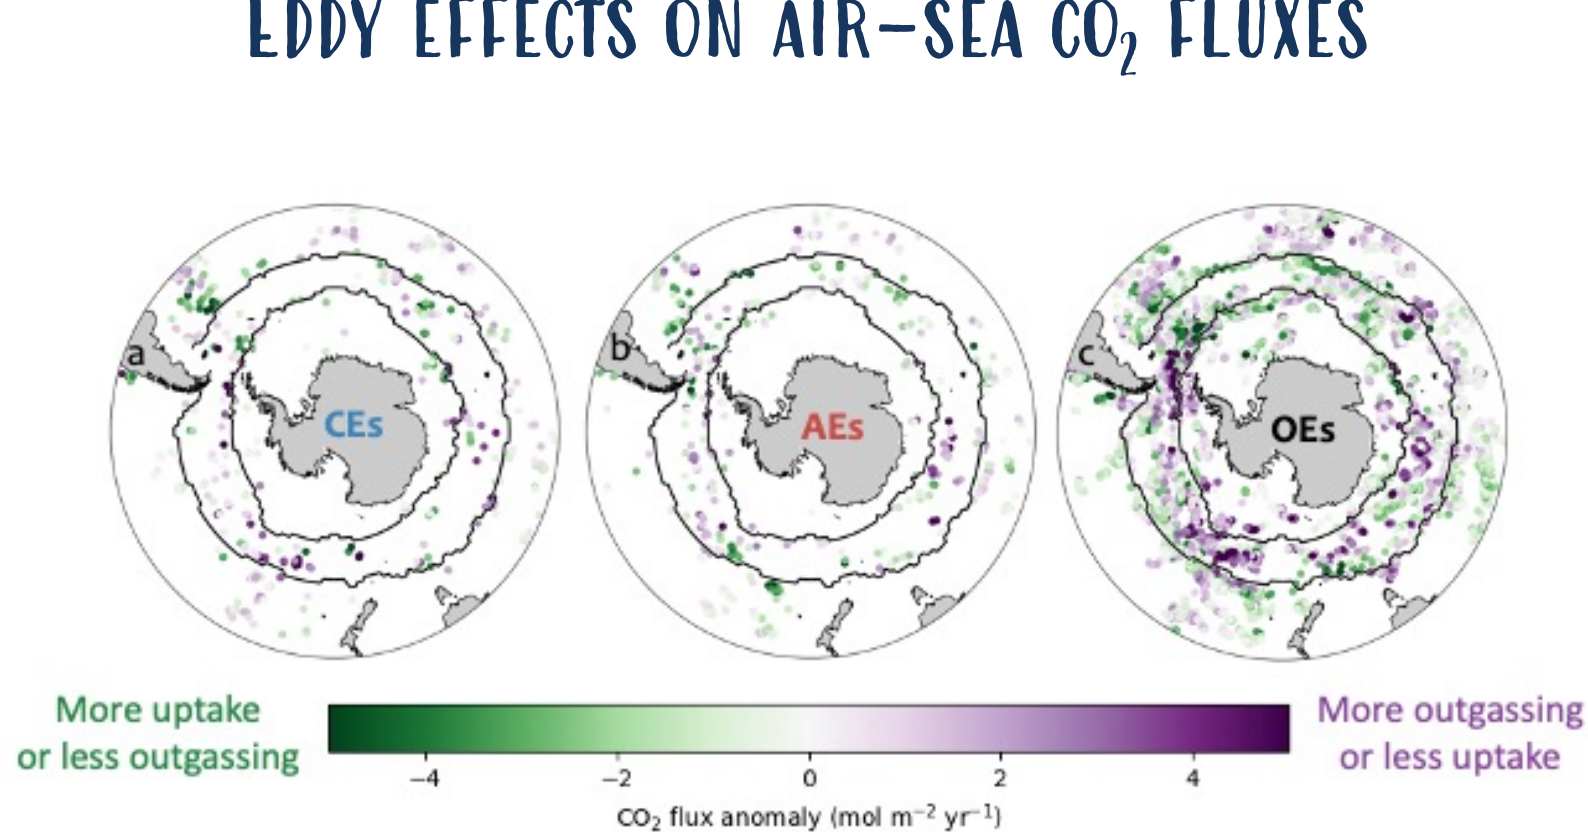 EDDY EFFECTS ON AIR-SEA CO₂ FLUXES
a
CEs
b
AEs
c
OEs
More uptake
or less outgassing
More outgassing
or less uptake
−4 −2 0 2 4
CO₂ flux anomaly (mol m⁻² yr⁻¹)